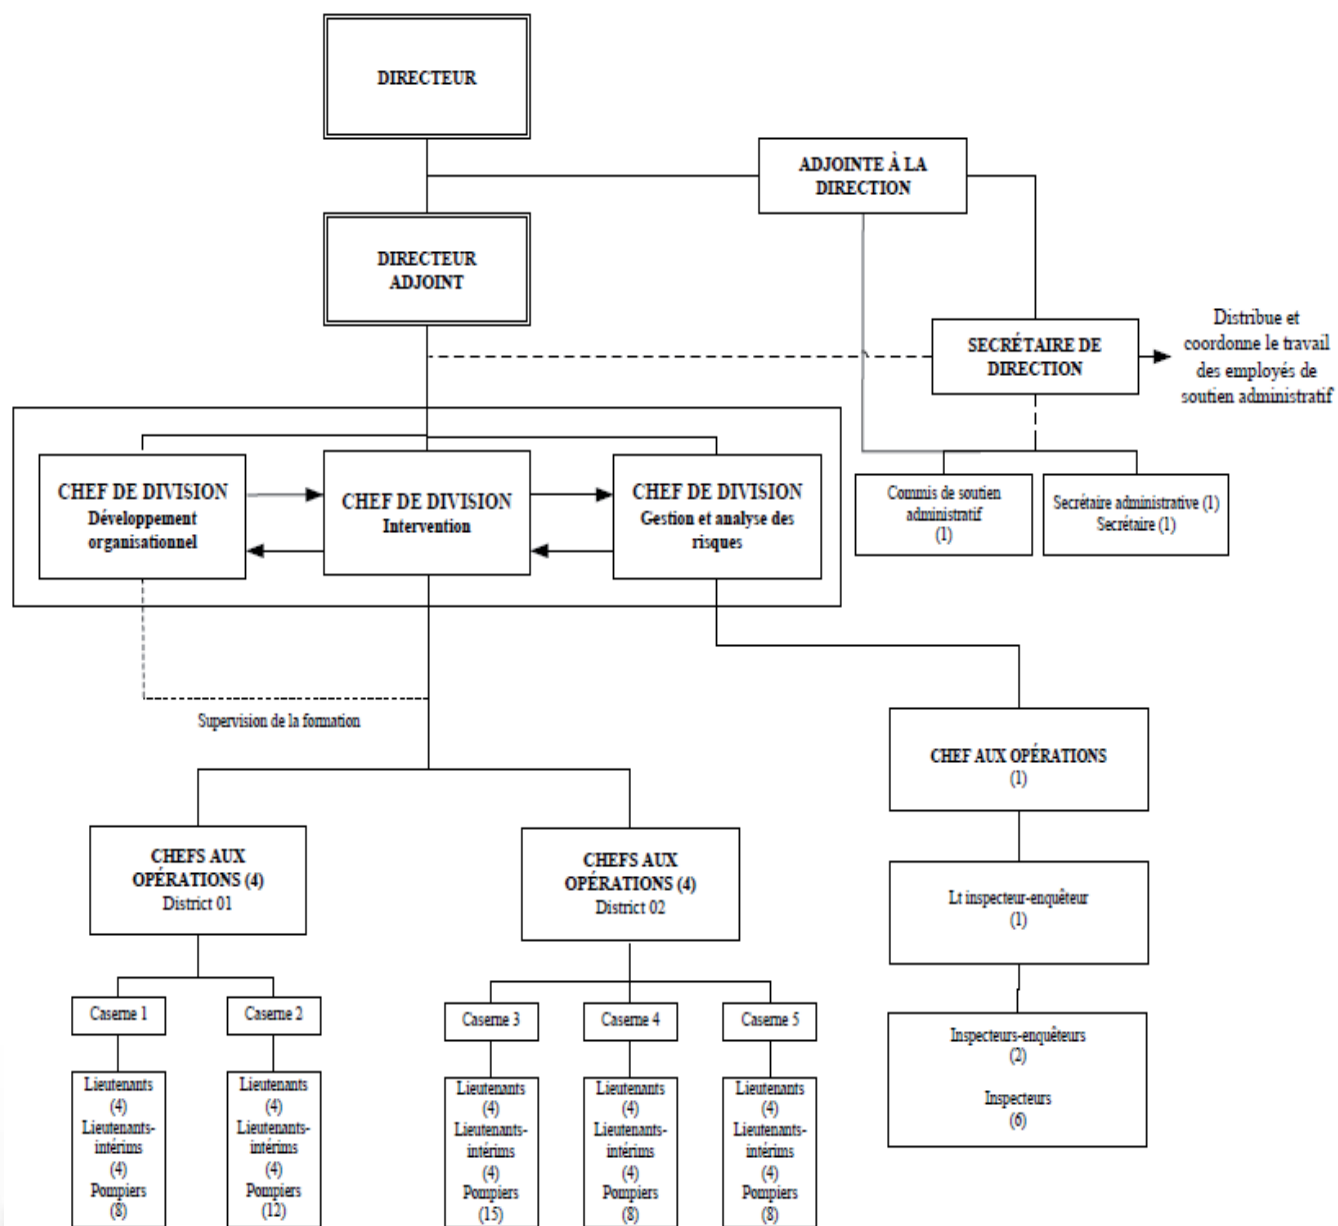 DIRECTEUR
ADJOINTE À LA
DIRECTION
DIRECTEUR
ADJOINT
SECRÉTAIRE DE
DIRECTION
Distribue et
coordonne le travail
des employés de
soutien administratif
CHEF DE DIVISION
Développement
organisationnel
CHEF DE DIVISION
Intervention
CHEF DE DIVISION
Gestion et analyse des
risques
Commis de soutien
administratif
(1)
Secrétaire administrative (1)
Secrétaire (1)
Supervision de la formation
CHEF AUX OPÉRATIONS
(1)
CHEFS AUX
OPÉRATIONS (4)
District 01
CHEFS AUX
OPÉRATIONS (4)
District 02
Lt inspecteur-enquêteur
(1)
Caserne 1
Caserne 2
Caserne 3
Caserne 4
Caserne 5
Inspecteurs-enquêteurs
(2)
Inspecteurs
(6)
Lieutenants
(4)
Lieutenants-
intérims
(4)
Pompiers
(8)
Lieutenants
(4)
Lieutenants-
intérims
(4)
Pompiers
(12)
Lieutenants
(4)
Lieutenants-
intérims
(4)
Pompiers
(15)
Lieutenants
(4)
Lieutenants-
intérims
(4)
Pompiers
(8)
Lieutenants
(4)
Lieutenants-
intérims
(4)
Pompiers
(8)